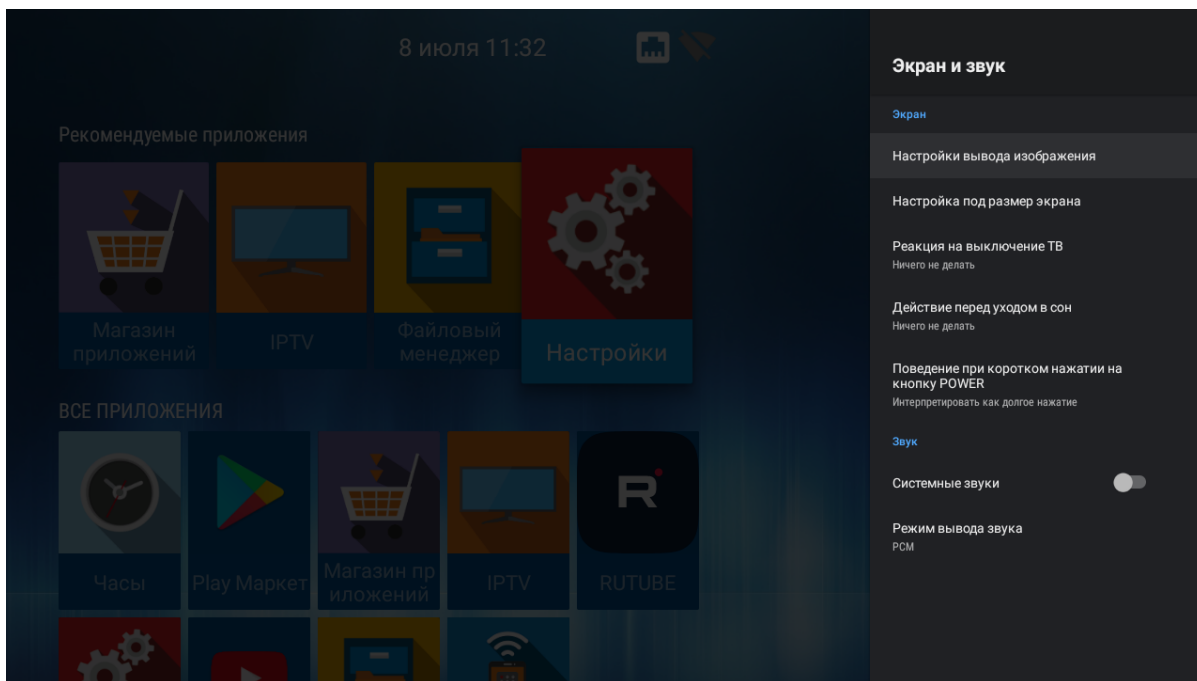 8 июля 11:32
Рекомендуемые приложения
Магазин
приложений
IPTV
Файловый
менеджер
Настройки
ВСЕ ПРИЛОЖЕНИЯ
Часы
Play Маркет
Магазин пр
иложений
IPTV
R
RUTUBE
Экран и звук
Экран
Настройки вывода изображения
Настройка под размер экрана
Реакция на выключение ТВ
Ничего не делать
Действие перед уходом в сон
Ничего не делать
Поведение при коротком нажатии на
кнопку POWER
Интерпретировать как долгое нажатие
Звук
Системные звуки
Режим вывода звука
PCM